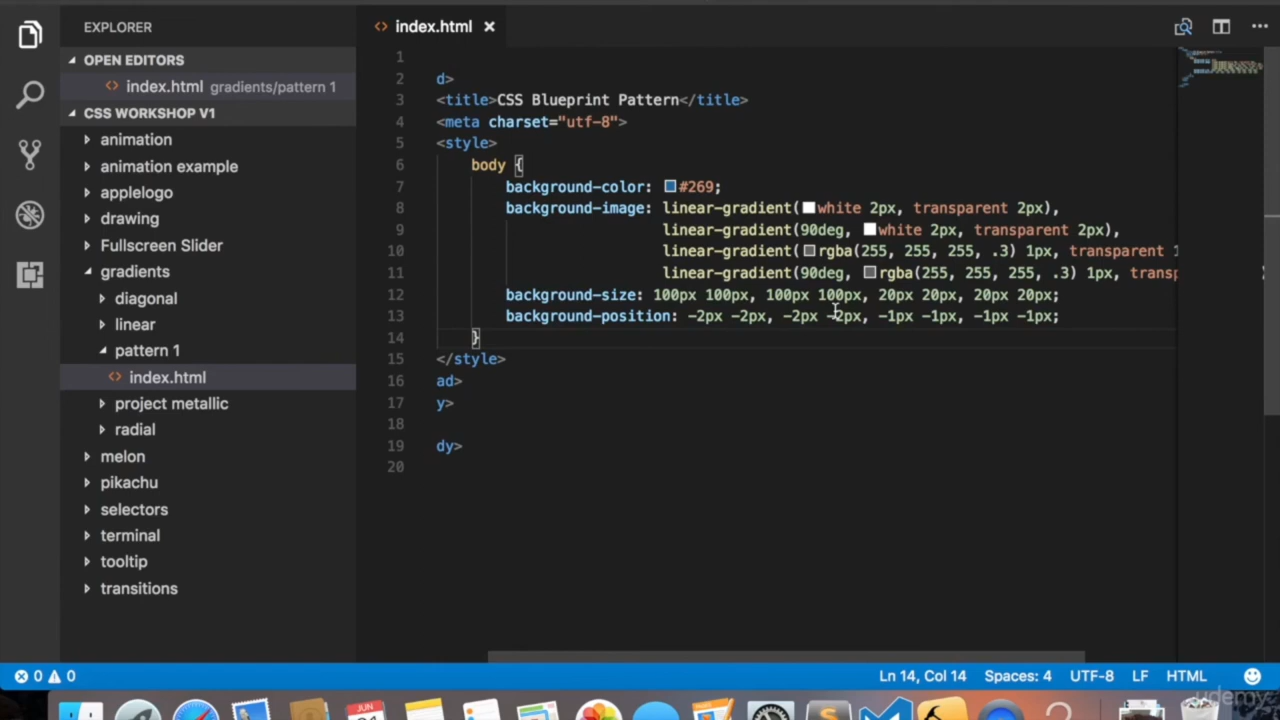 EXPLORER
index.html
OPEN EDITORS
index.html gradients/pattern 1
CSS WORKSHOP V1
animation
animation example
applelogo
drawing
Fullscreen Slider
gradients
diagonal
linear
pattern 1
index.html
project metallic
radial
melon
pikachu
selectors
terminal
tooltip
transitions
1
2 d>
3 <title>CSS Blueprint Pattern</title>
4 <meta charset="utf-8">
5 <style>
6 body {
7 background-color: #269;
8 background-image: linear-gradient(white 2px, transparent 2px),
9 linear-gradient(90deg, white 2px, transparent 2px),
10 linear-gradient(rgba(255, 255, 255, .3) 1px, transparent 1
11 linear-gradient(90deg, rgba(255, 255, 255, .3) 1px, transp
12 background-size: 100px 100px, 100px 100px, 20px 20px, 20px 20px;
13 background-position: -2px -2px, -2px -2px, -1px -1px, -1px -1px;
14 }
15 </style>
16 ad>
17 y>
18
19 dy>
20
0 0
Ln 14, Col 14 Spaces: 4 UTF-8 LF HTML
udemy
JUN